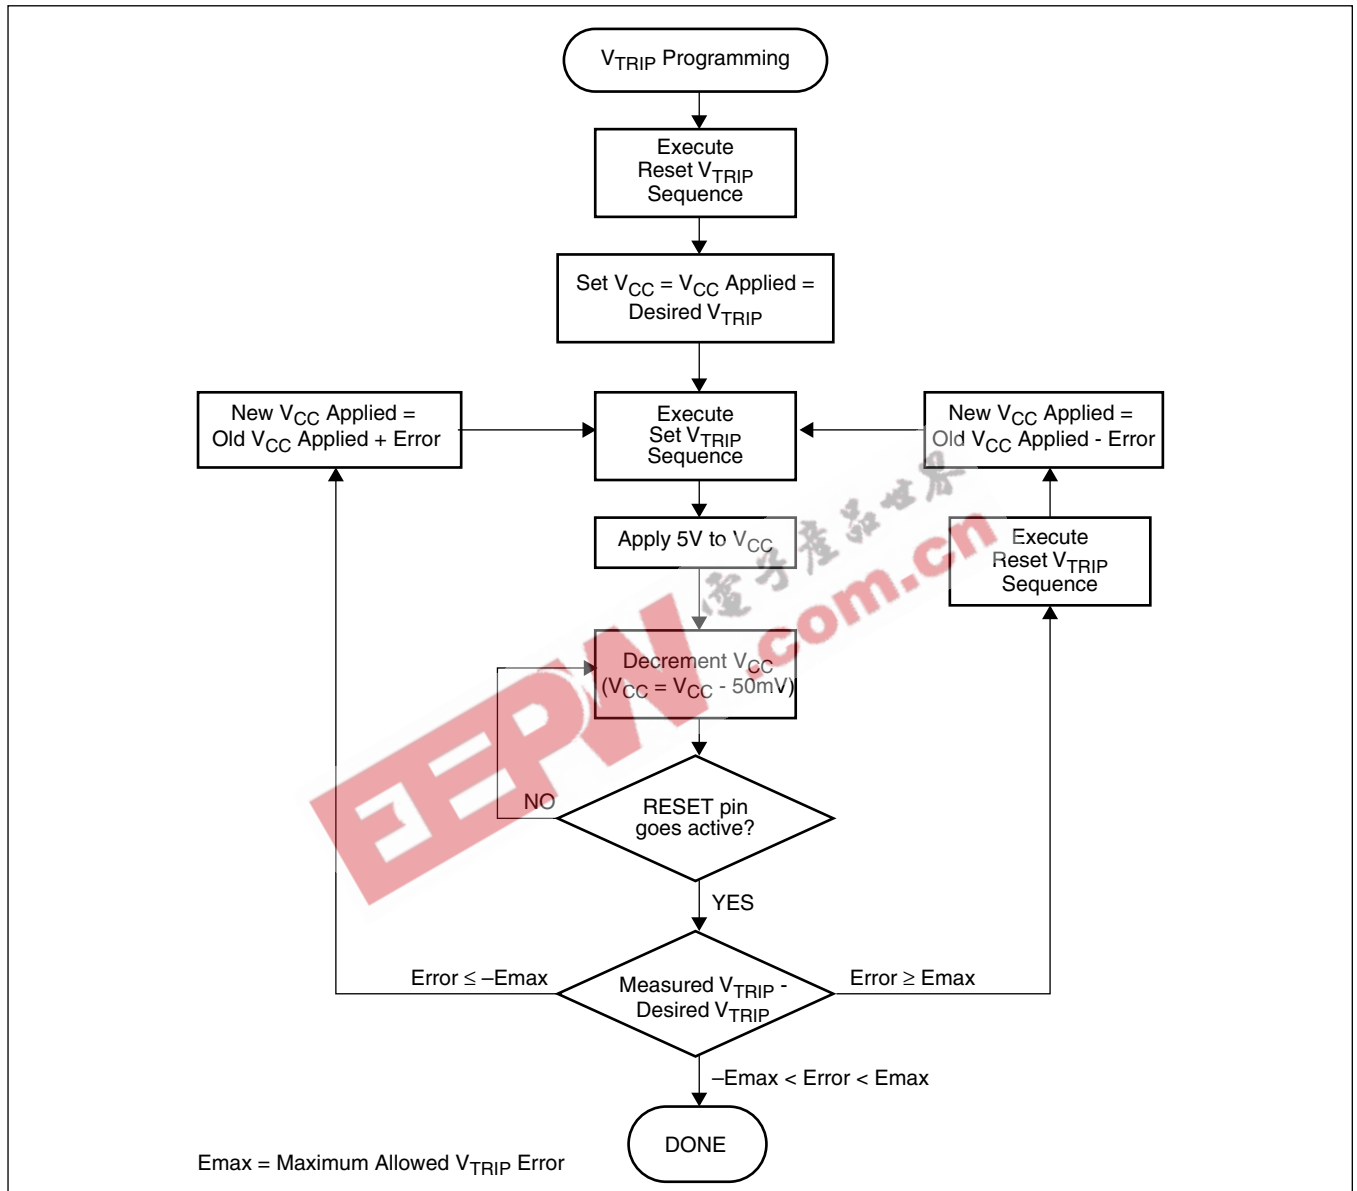 VTRIP Programming
Execute
Reset VTRIP
Sequence
Set VCC = VCC Applied =
Desired VTRIP
New VCC Applied =
Old VCC Applied + Error
Execute
Set VTRIP
Sequence
New VCC Applied =
Old VCC Applied - Error
Apply 5V to VCC
Execute
Reset VTRIP
Sequence
電子產品世界
.com.cn
EEPW
Decrement VCC
(VCC = VCC - 50mV)
NO
RESET pin
goes active?
YES
Error ≤ –Emax
Measured VTRIP -
Desired VTRIP
Error ≥ Emax
–Emax < Error < Emax
DONE
Emax = Maximum Allowed VTRIP Error